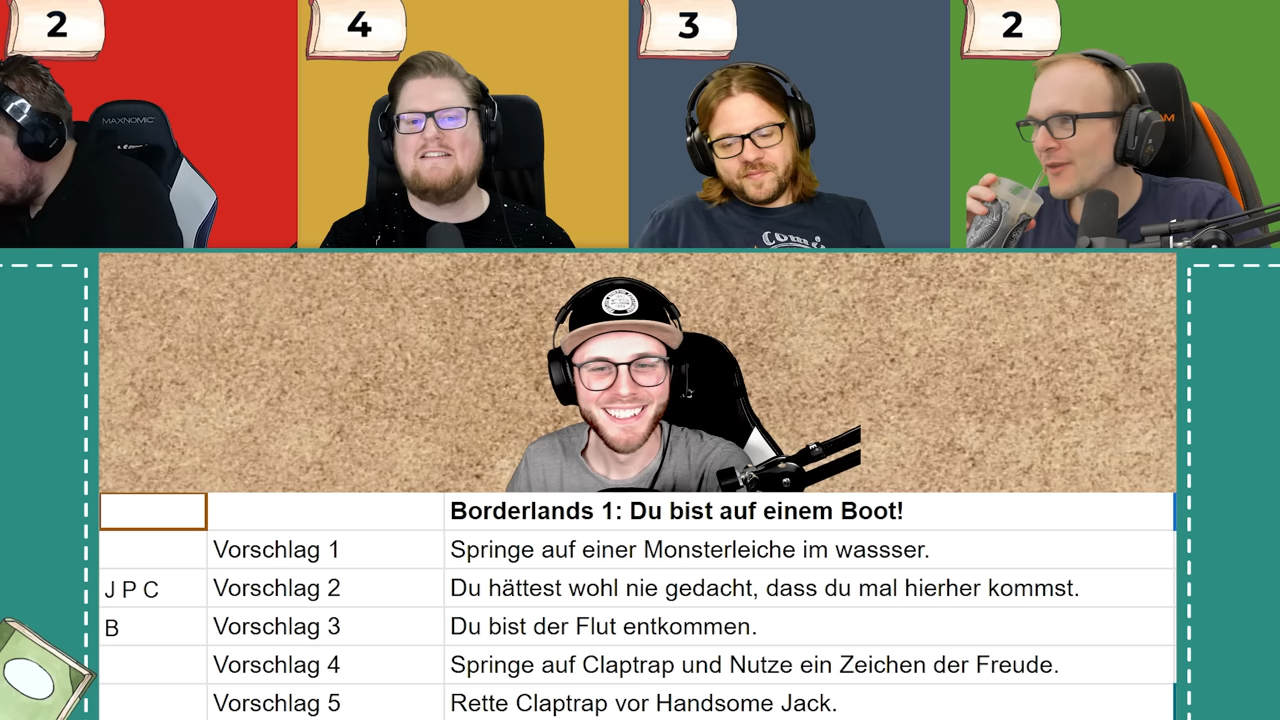 2
4
3
2
MAXNOMIC
Borderlands 1: Du bist auf einem Boot!
Vorschlag 1 Springe auf einer Monsterleiche im wassser.
J P C Vorschlag 2 Du hättest wohl nie gedacht, dass du mal hierher kommst.
B Vorschlag 3 Du bist der Flut entkommen.
Vorschlag 4 Springe auf Claptrap und Nutze ein Zeichen der Freude.
Vorschlag 5 Rette Claptrap vor Handsome Jack.